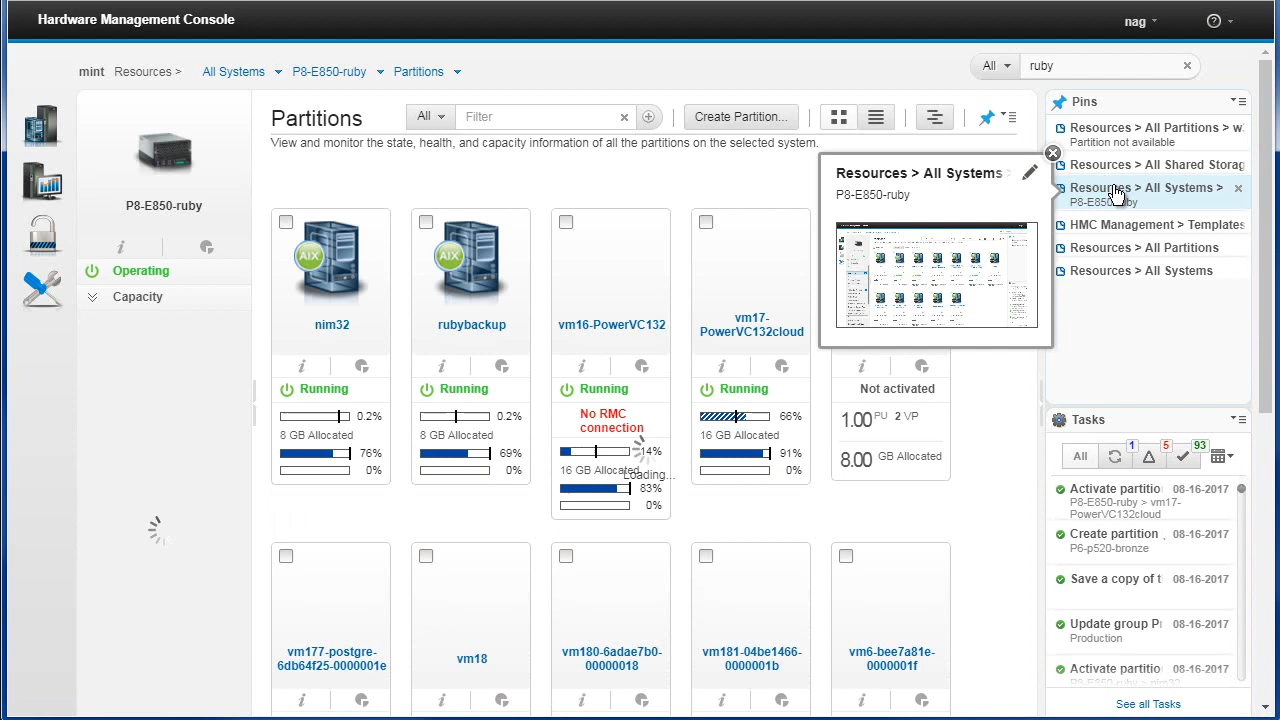 Hardware Management Console
nag
mint Resources > All Systems P8-E850-ruby Partitions
All ruby
P8-E850-ruby
Operating
Capacity
Partitions
All Filter
Create Partition...
View and monitor the state, health, and capacity information of all the partitions on the selected system.
AIX
nim32
Running
0.2%
8 GB Allocated
76%
0%
AIX
rubybackup
Running
0.2%
8 GB Allocated
69%
0%
vm16-PowerVC132
Running
No RMC
connection
14%
16 GB Allocated
83%
0%
Loading...
vm17-
PowerVC132cloud
Running
66%
16 GB Allocated
91%
0%
Not activated
1.00 PU 2 VP
8.00 GB Allocated
vm177-postgre-
6db64f25-0000001e
vm18
vm180-6adae7b0-
00000018
vm181-04be1466-
0000001b
vm6-bee7a81e-
0000001f
Resources > All Systems >
P8-E850-ruby
Pins
Resources > All Partitions > w
Partition not available
Resources > All Shared Storag
Resources > All Systems >
P8-E850-ruby
HMC Management > Templates
Resources > All Partitions
Resources > All Systems
Tasks
All 1 5 93
Activate partitio 08-16-2017
P8-E850-ruby > vm17-
PowerVC132cloud
Create partition 08-16-2017
P6-p520-bronze
Save a copy of t 08-16-2017
Update group P 08-16-2017
Production
Activate partitio 08-16-2017
P8-E850-ruby > nim32
See all Tasks